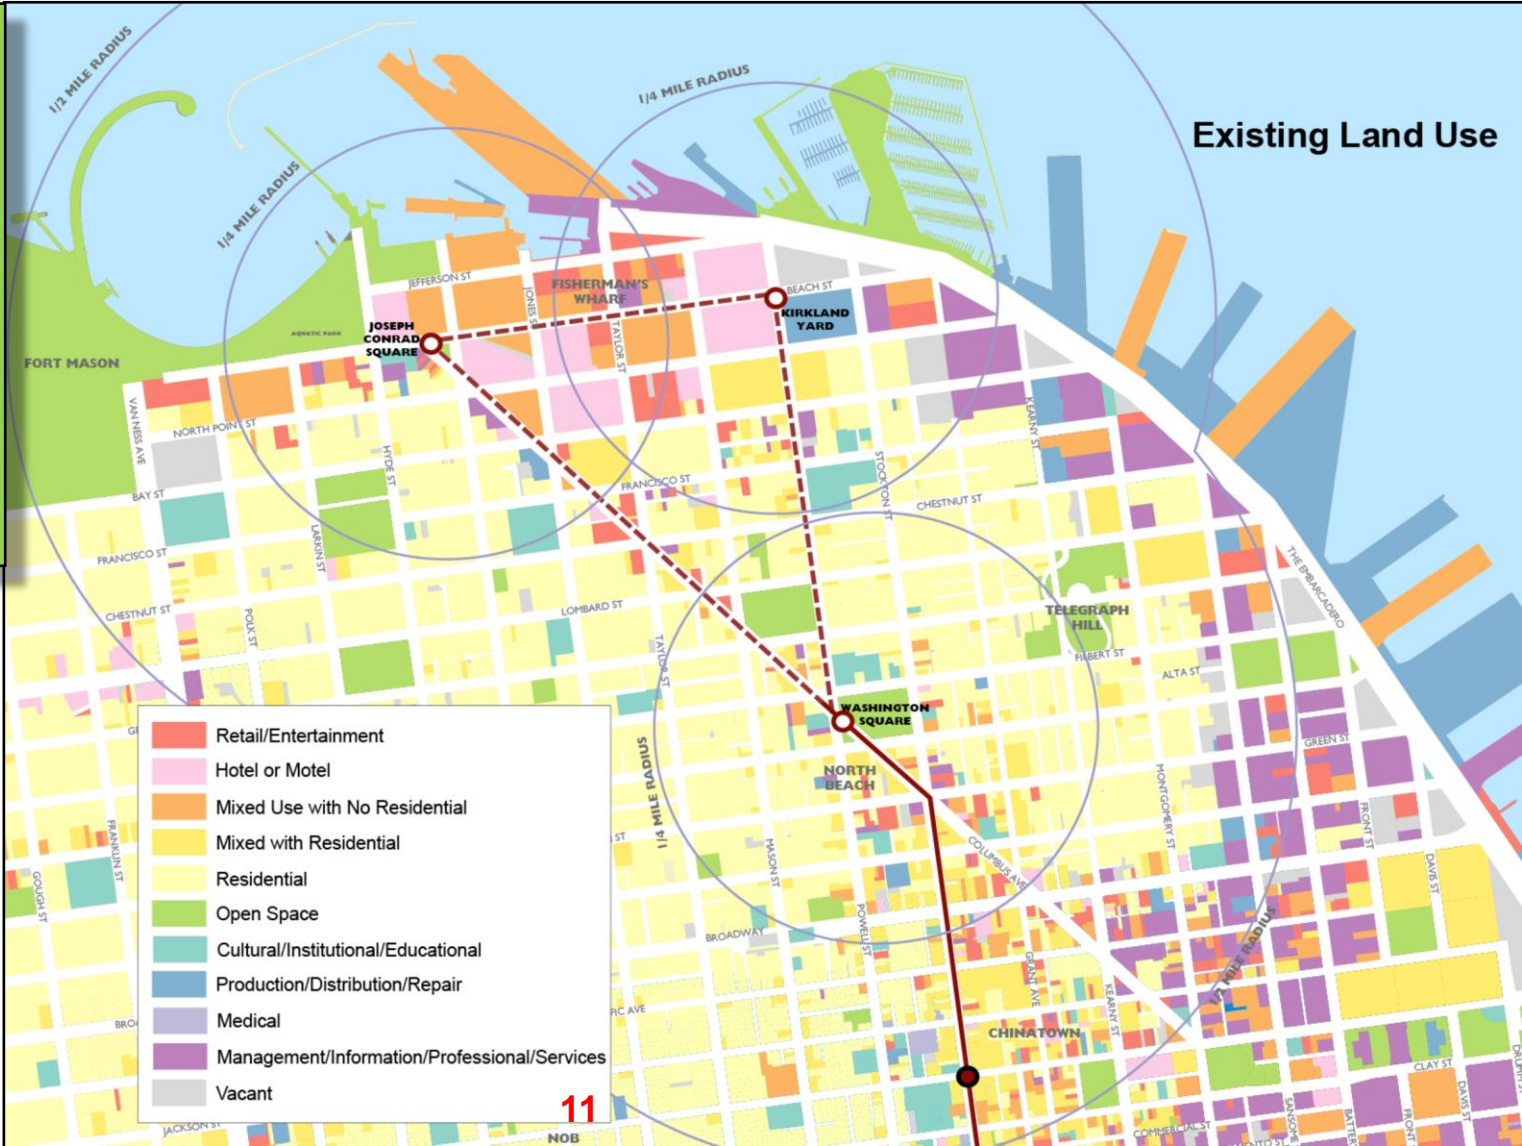 1/2 MILE RADIUS
1/4 MILE RADIUS
1/4 MILE RADIUS
Existing Land Use
JEFFERSON ST
FISHERMAN'S
WHARF
BEACH ST
JONES ST
TAYLOR ST
KIRKLAND
YARD
AQUATIC PARK
JOSEPH
CONRAD
SQUARE
FORT MASON
VAN NESS AVE
NORTH POINT ST
HYDE ST
KEARNY ST
BAY ST
FRANCISCO ST
STOCKTON ST
CHESTNUT ST
LARKIN ST
FRANCISCO ST
THE EMBARCADERO
CHESTNUT ST
POLK ST
LOMBARD ST
TELEGRAPH
HILL
TAYLOR ST
FILBERT ST
ALTA ST
WASHINGTON
SQUARE
GREEN ST
NORTH
BEACH
1/4 MILE RADIUS
MONTGOMERY ST
FRONT ST
FRANKLIN ST
GOUGH ST
MASON ST
COLUMBUS AVE
DAVIS ST
POWELL ST
BROADWAY
GRANT AVE
KEARNY ST
1/2 MILE RADIUS
CHINATOWN
IC AVE
BRO
Retail/Entertainment
Hotel or Motel
Mixed Use with No Residential
Mixed with Residential
Residential
Open Space
Cultural/Institutional/Educational
Production/Distribution/Repair
Medical
Management/Information/Professional/Services
Vacant
11
CLAY ST
DAVIS ST
JACKSON ST
COMMERCIAL ST
SANSOME
BATT
FRON
NOB